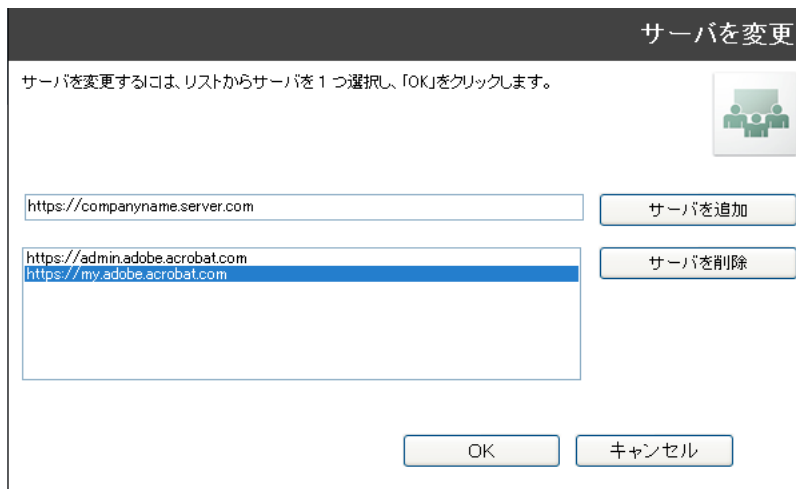 サーバを変更
サーバを変更するには、リストからサーバを 1 つ選択し、「OK」をクリックします。
https://companyname.server.com
サーバを追加
https://admin.adobe.acrobat.com
https://my.adobe.acrobat.com
サーバを削除
OK
キャンセル